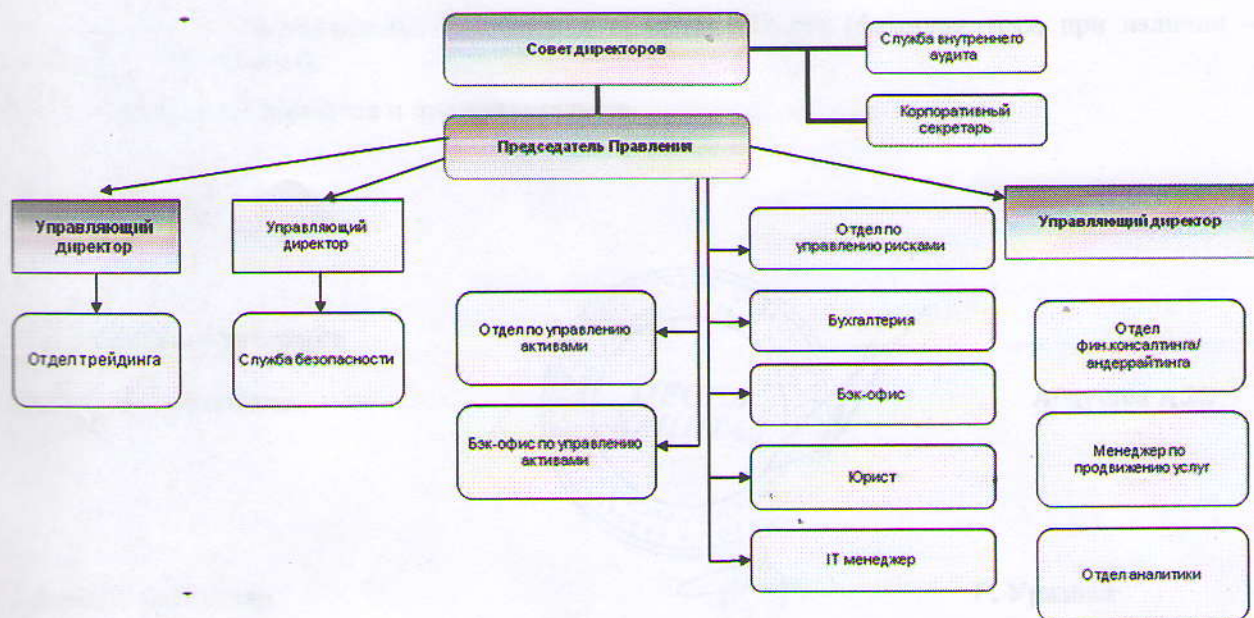 Совет директоров
Служба внутреннего
аудита
Корпоративный
секретарь
Председатель Правления
Управляющий
директор
Управляющий
директор
Управляющий директор
Отдел по
управлению рисками
Отдел трейдинга
Служба безопасности
Отдел по управлению
активами
Бухгалтерия
Отдел
фин.консалтинга/
андеррайтинга
Бэк-офис
Бэк-офис по управлению
активами
Менеджер по
продвижению услуг
Юрист
IT менеджер
Отдел аналитики
при наличии